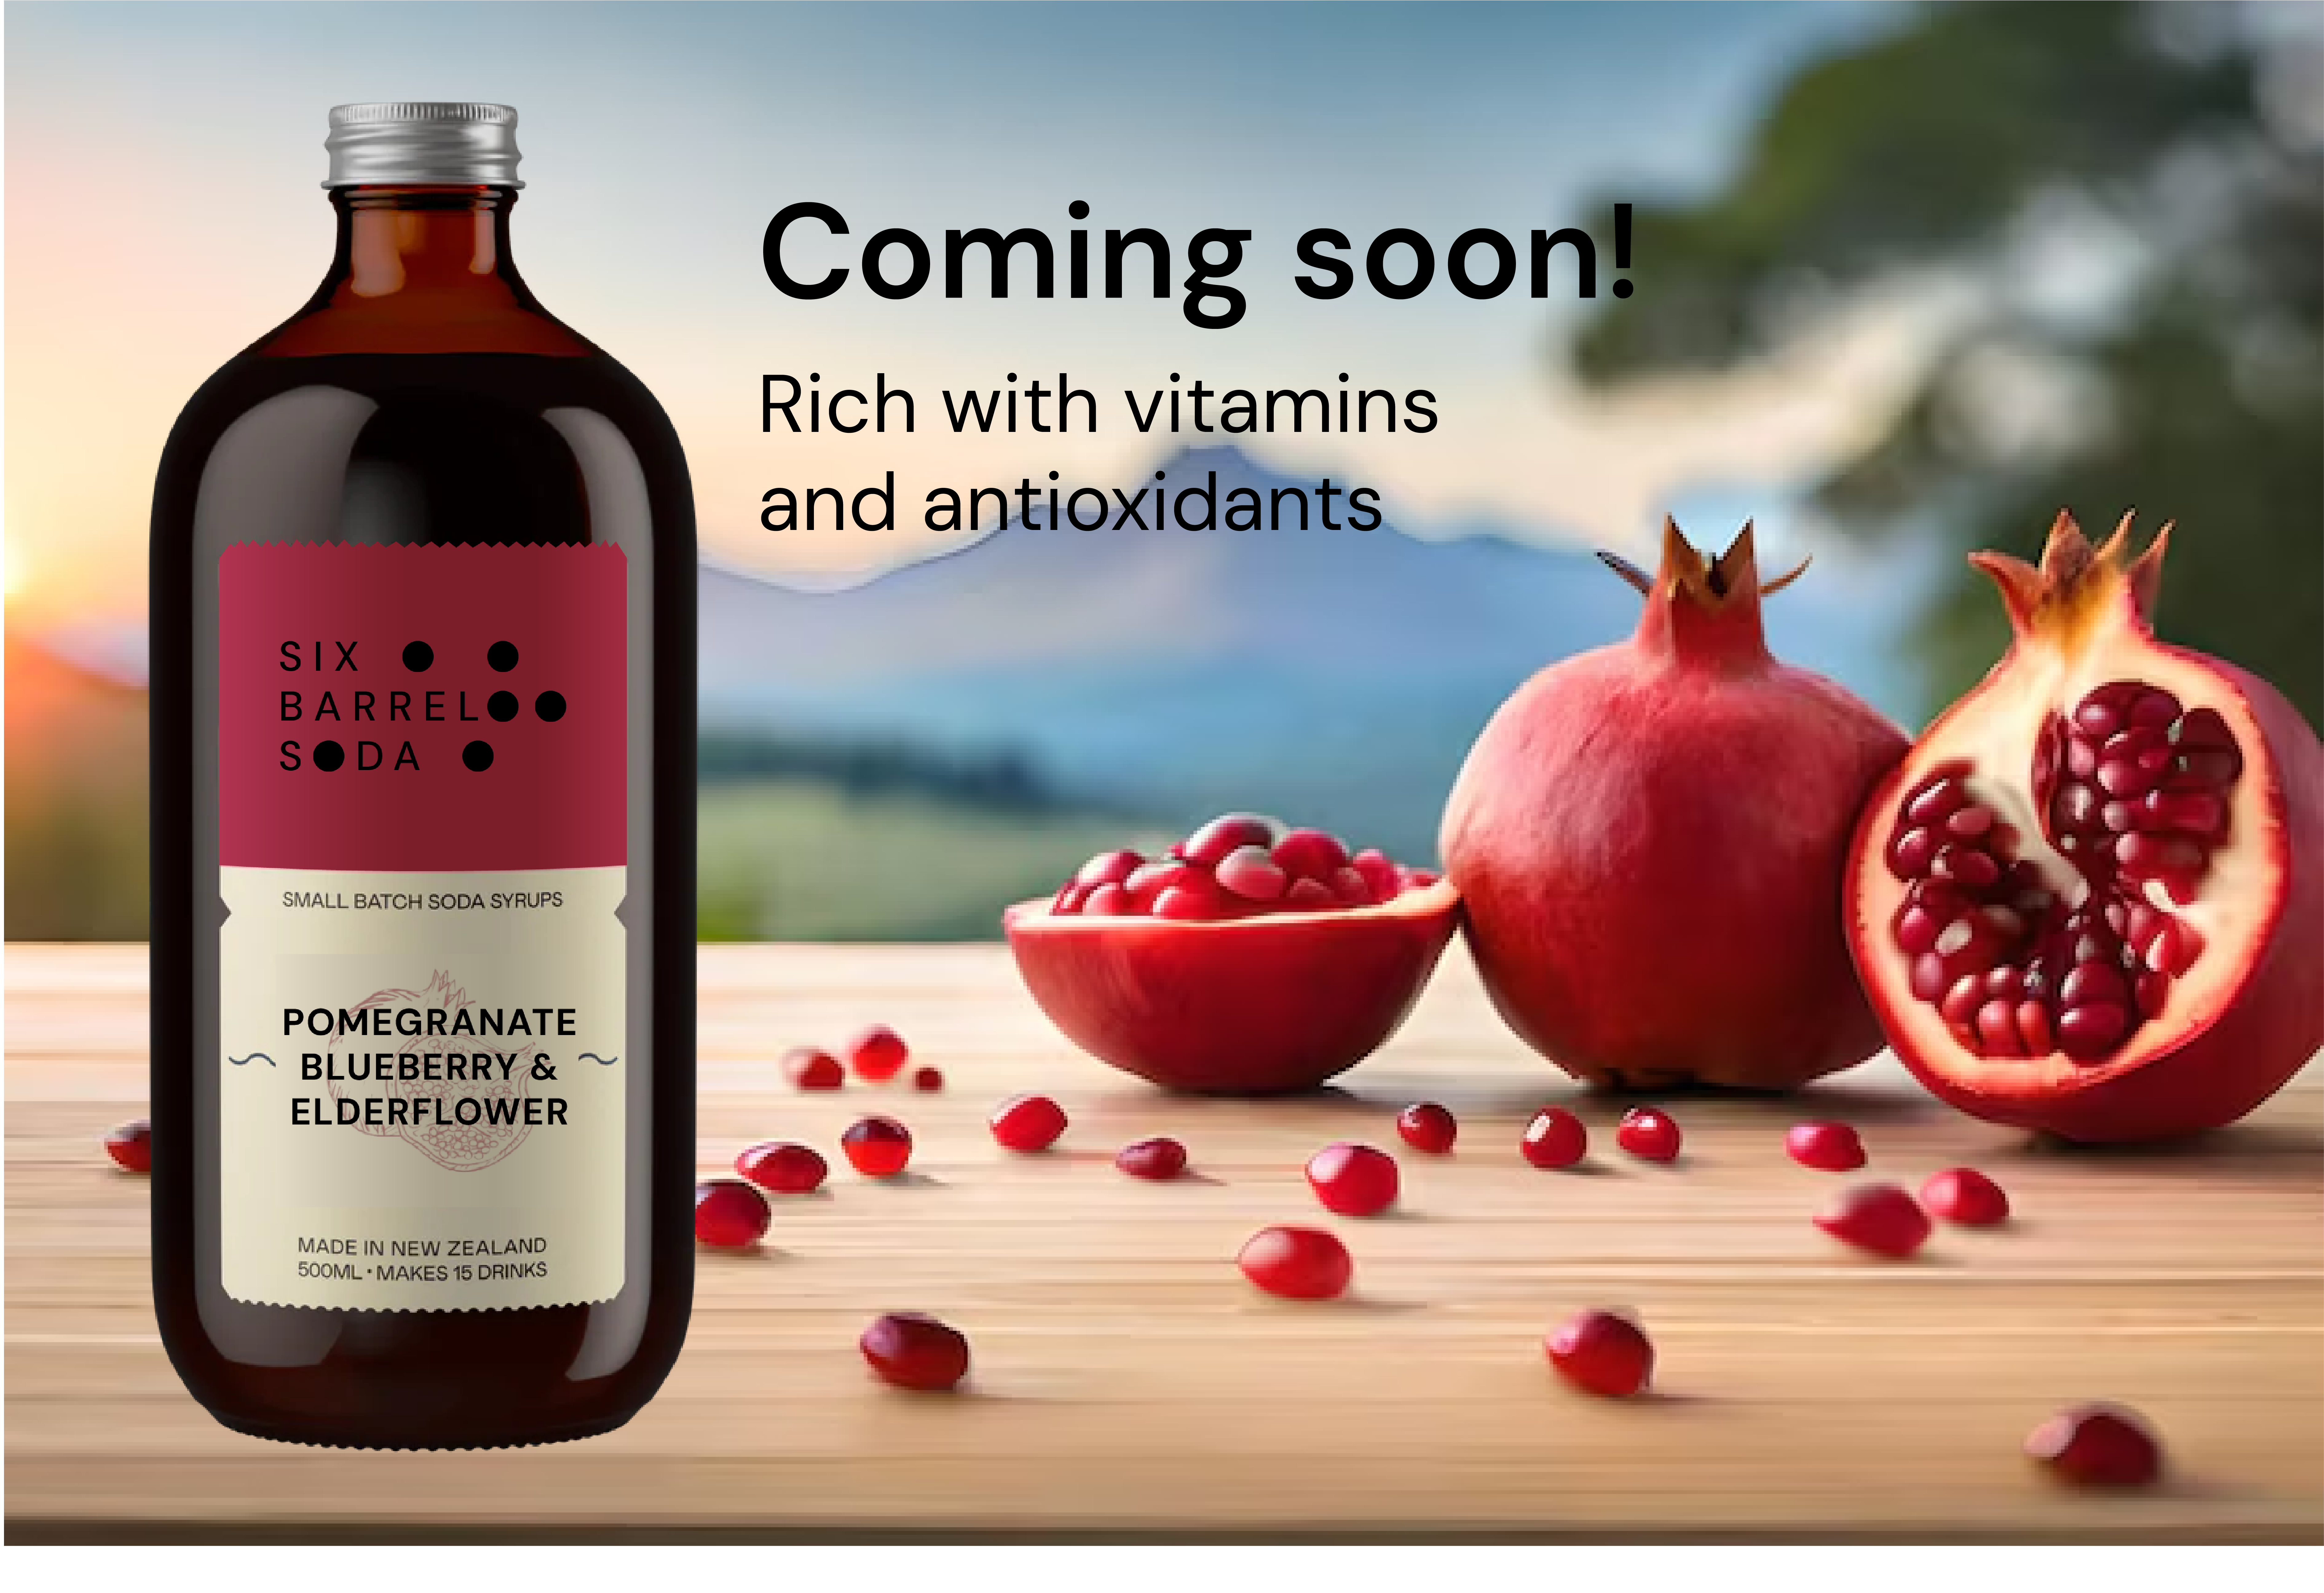 Coming soon!
Rich with vitamins
and antioxidants
SIX
BARREL
SODA
SMALL BATCH SODA SYRUPS
POMEGRANATE
BLUEBERRY &
ELDERFLOWER
MADE IN NEW ZEALAND
500ML • MAKES 15 DRINKS